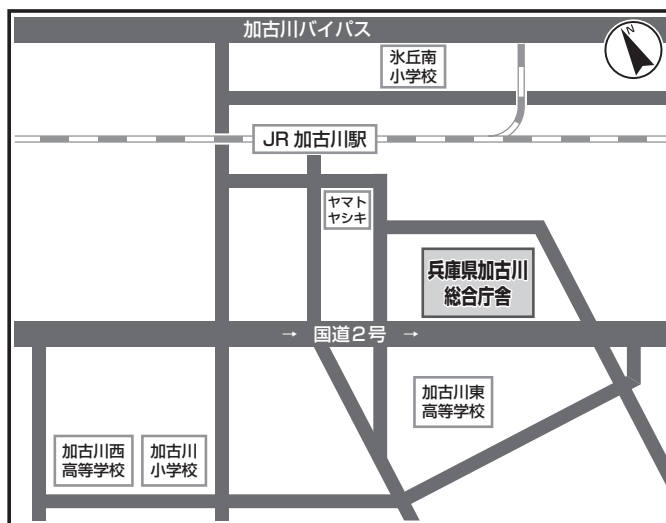 加古川バイパス
N
氷丘南
小学校
JR 加古川駅
ヤマト
ヤシキ
兵庫県加古川
総合庁舎
→ 国道2号 →
加古川東
高等学校
加古川西
高等学校
加古川
小学校